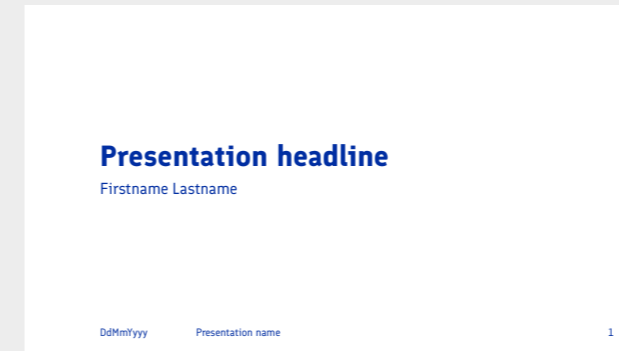 Presentation headline
Firstname Lastname
DdMmYyyy Presentation name 1